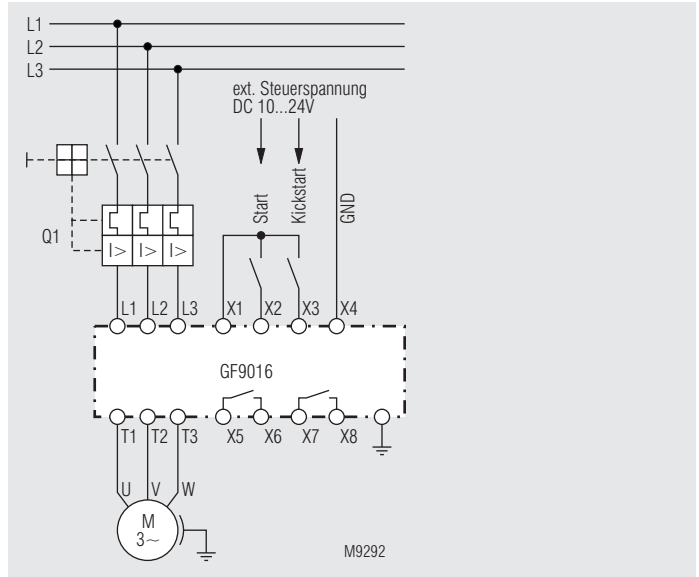 L1
L2
L3
ext. Steuerspannung
DC 10...24V
Start
Kickstart
GND
Q1
I> I> I>
L1 L2 L3 X1 X2 X3 X4
GF9016
T1 T2 T3 X5 X6 X7 X8
U V W
M
3~
M9292